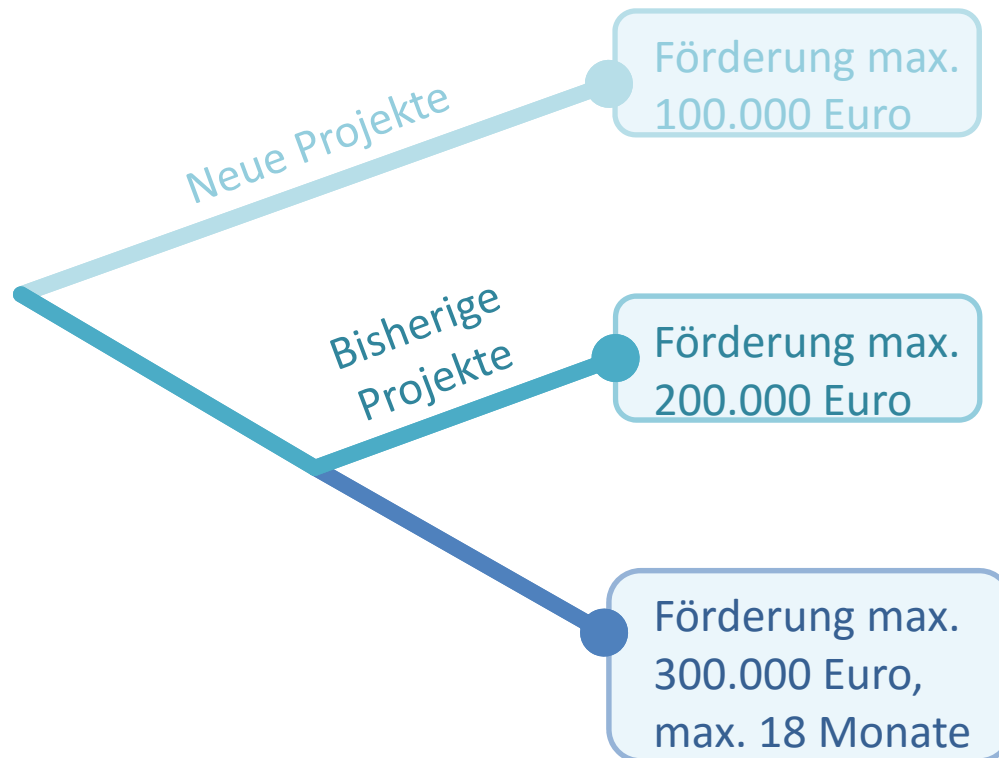 Förderung max.
100.000 Euro
Neue Projekte
Bisherige
Projekte
Förderung max.
200.000 Euro
Förderung max.
300.000 Euro,
max. 18 Monate